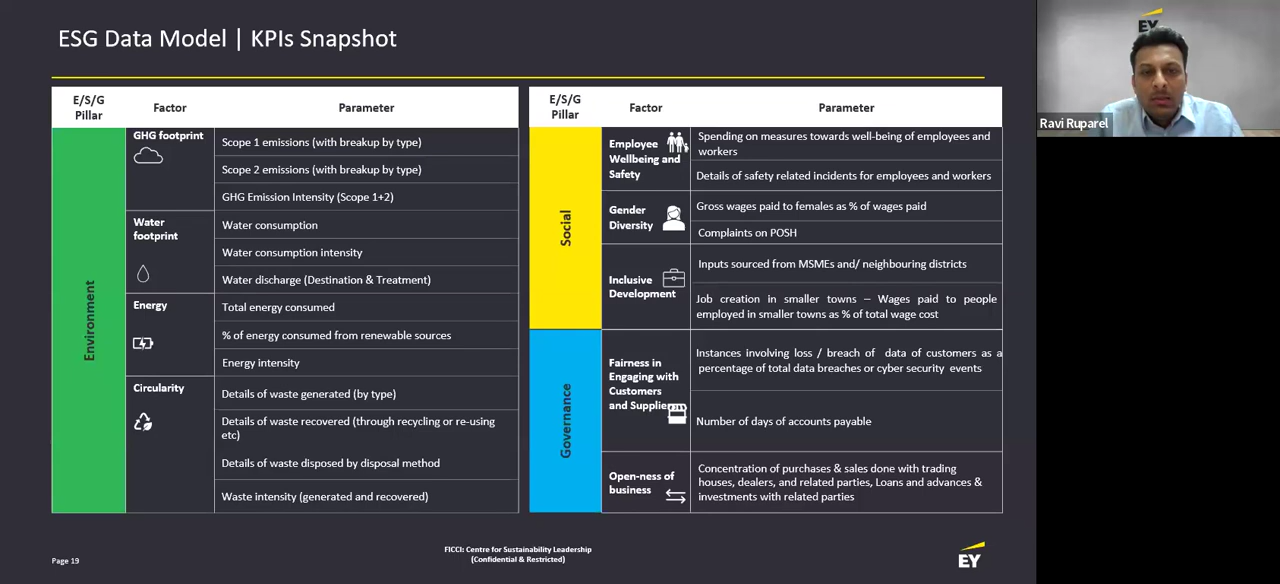 ESG Data Model | KPIs Snapshot
E/S/G
Pillar
Factor
Parameter
Environment
GHG footprint
Scope 1 emissions (with breakup by type)
Scope 2 emissions (with breakup by type)
GHG Emission Intensity (Scope 1+2)
Water
footprint
Water consumption
Water consumption intensity
Water discharge (Destination & Treatment)
Energy
Total energy consumed
% of energy consumed from renewable sources
Energy intensity
Circularity
Details of waste generated (by type)
Details of waste recovered (through recycling or re-using
etc)
Details of waste disposed by disposal method
Waste intensity (generated and recovered)
E/S/G
Pillar
Factor
Parameter
Social
Employee
Wellbeing and
Safety
Spending on measures towards well-being of employees and
workers
Details of safety related incidents for employees and workers
Gender
Diversity
Gross wages paid to females as % of wages paid
Complaints on POSH
Inclusive
Development
Inputs sourced from MSMEs and/ neighbouring districts
Job creation in smaller towns – Wages paid to people
employed in smaller towns as % of total wage cost
Governance
Fairness in
Engaging with
Customers
and Suppliers
Instances involving loss / breach of data of customers as a
percentage of total data breaches or cyber security events
Number of days of accounts payable
Open-ness of
business
Concentration of purchases & sales done with trading
houses, dealers, and related parties, Loans and advances &
investments with related parties
Page 19
FICCI: Centre for Sustainability Leadership
(Confidential & Restricted)
EY
EY
Ravi Ruparel